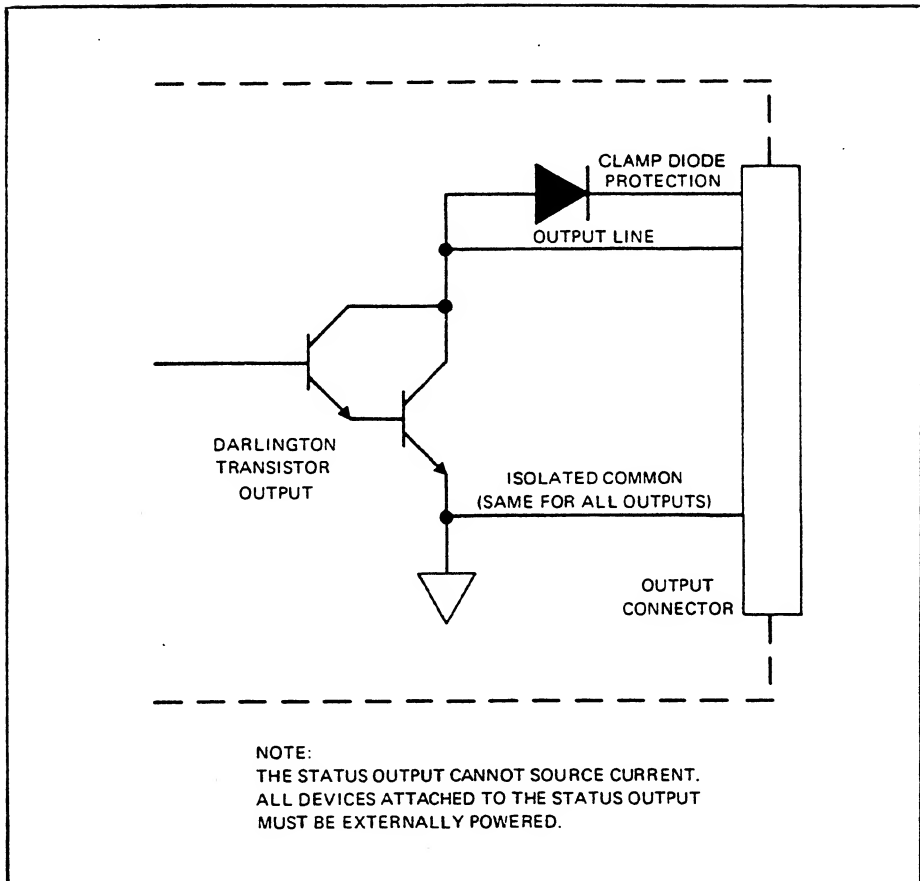 CLAMP DIODE
PROTECTION
OUTPUT LINE
DARLINGTON
TRANSISTOR
OUTPUT
ISOLATED COMMON
(SAME FOR ALL OUTPUTS)
OUTPUT
CONNECTOR
NOTE:
THE STATUS OUTPUT CANNOT SOURCE CURRENT.
ALL DEVICES ATTACHED TO THE STATUS OUTPUT
MUST BE EXTERNALLY POWERED.